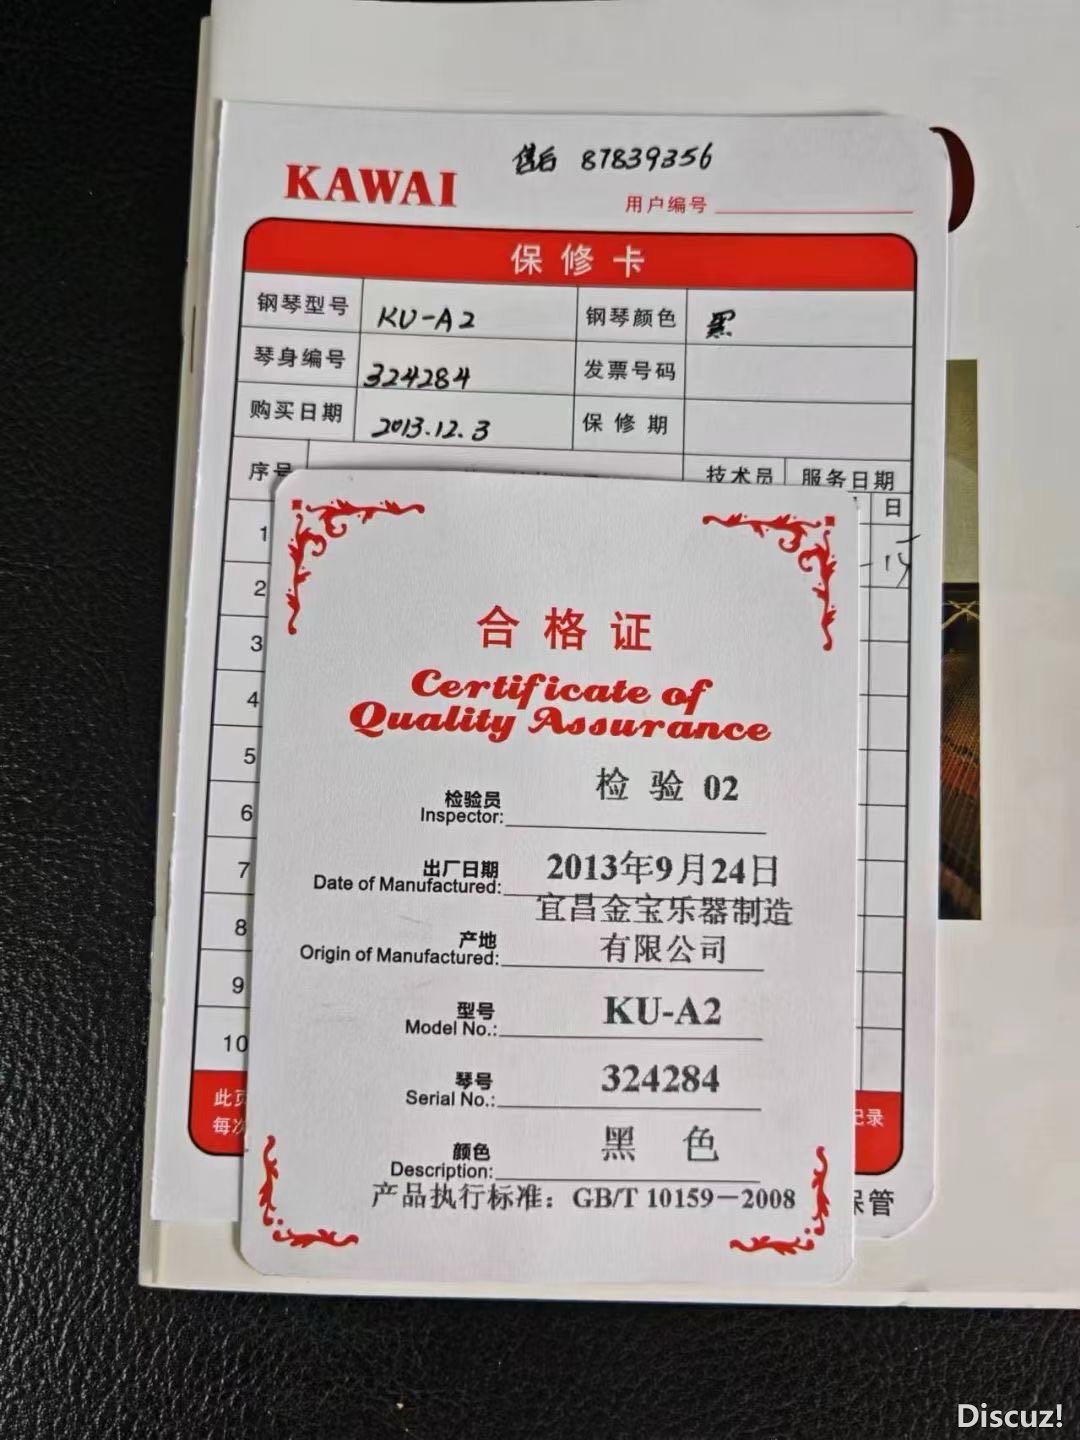 售后 87839356
KAWAI
用户编号
保修卡
钢琴型号 KU-A2 钢琴颜色 黑
琴身编号 324284 发票号码
购买日期 2013.12.3 保修期
序号 技术员 服务日期
日
1
2
3
4
5
6
7
8
9
10
此页
每次
记录
保管
合格证
Certificate of
Quality Assurance
检验员 检验 02
Inspector:
出厂日期 2013年9月24日
Date of Manufactured:
宜昌金宝乐器制造
产地 有限公司
Origin of Manufactured:
型号 KU-A2
Model No.:
琴号 324284
Serial No.:
颜色 黑色
Description:
产品执行标准：GB/T 10159－2008
Discuz!